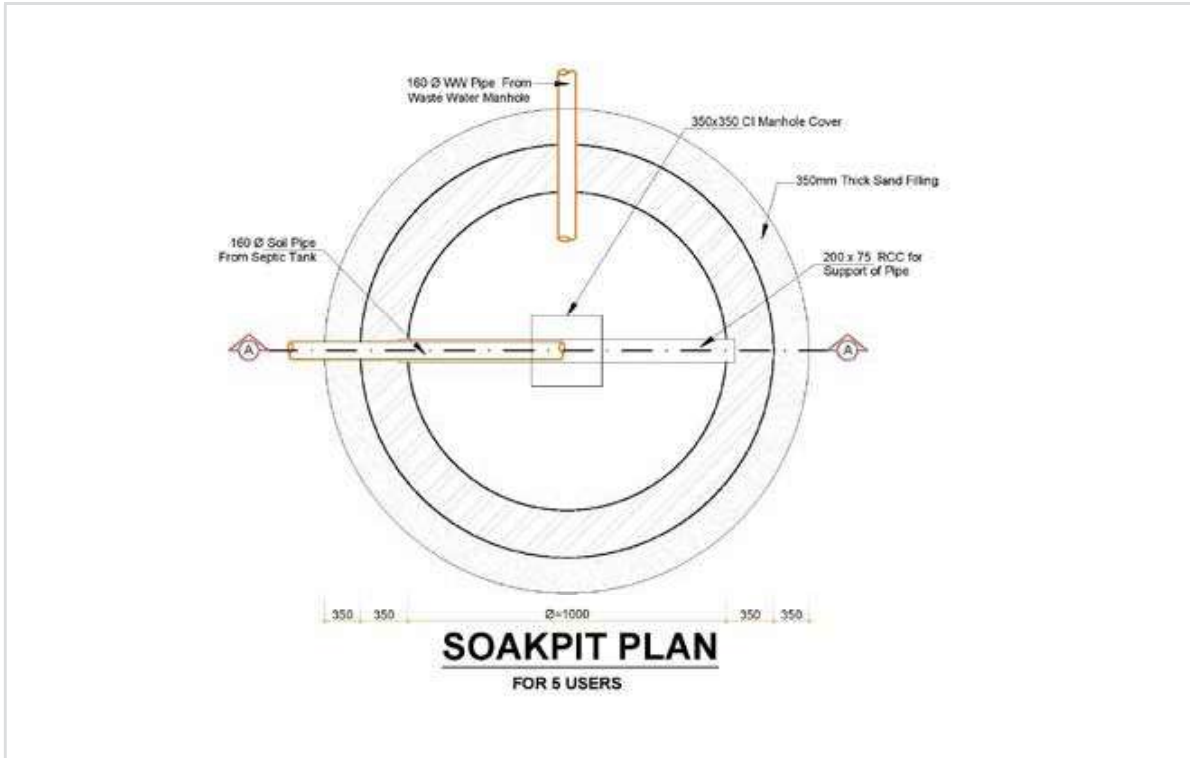 160 Ø WW Pipe From
Waste Water Manhole
350x350 CI Manhole Cover
350mm Thick Sand Filling
160 Ø Soil Pipe
From Septic Tank
200 x 75 RCC for
Support of Pipe
A A
350 350 Ø=1000 350 350
SOAKPIT PLAN
FOR 5 USERS